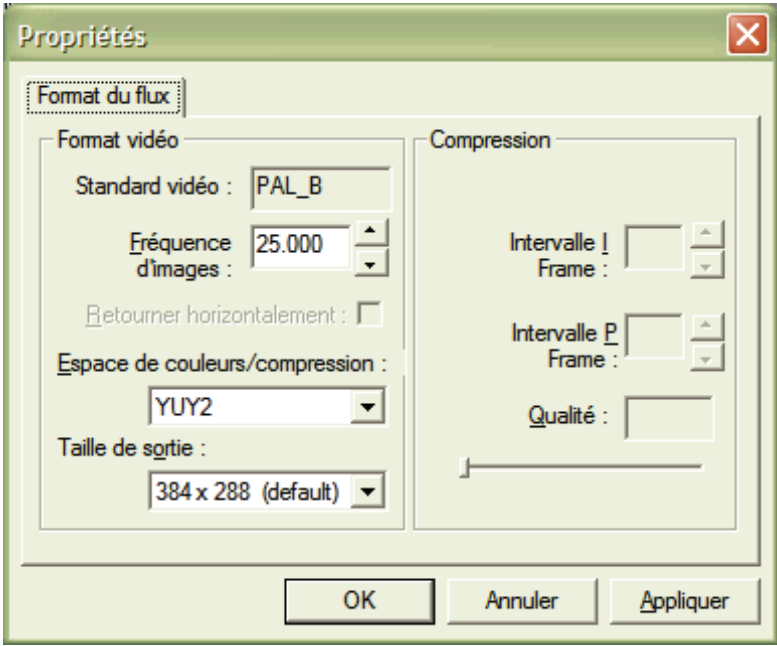 Propriétés
Format du flux
Format vidéo
Standard vidéo : PAL_B
Fréquence
d'images : 25.000
Retourner horizontalement :
Espace de couleurs/compression :
YUY2
Taille de sortie :
384 x 288 (default)
Compression
Intervalle I
Frame :
Intervalle P
Frame :
Qualité :
OK
Annuler
Appliquer